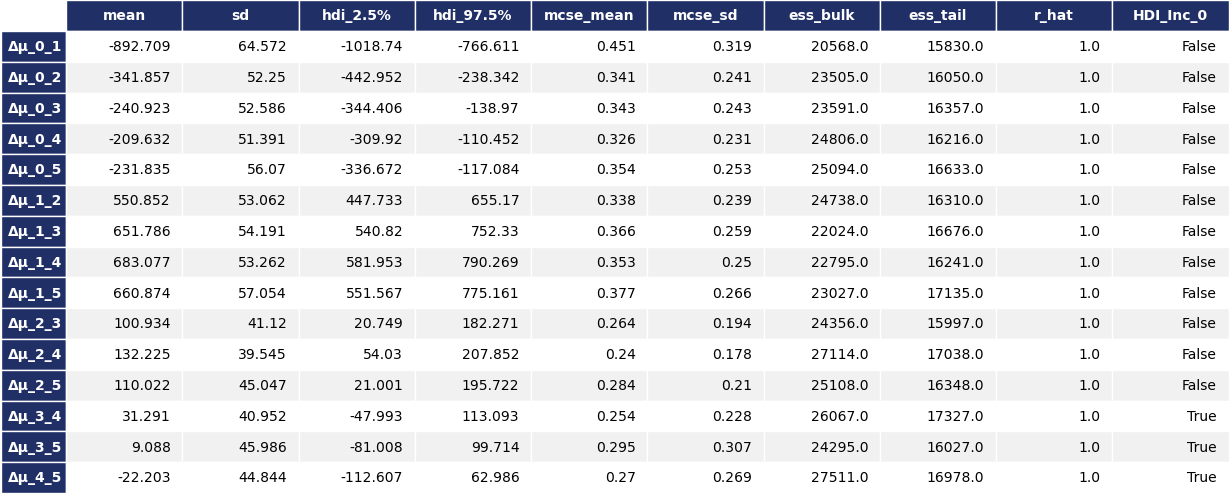 mean sd hdi_2.5% hdi_97.5% mcse_mean mcse_sd ess_bulk ess_tail r_hat HDI_Inc_0
Δμ_0_1 -892.709 64.572 -1018.74 -766.611 0.451 0.319 20568.0 15830.0 1.0 False
Δμ_0_2 -341.857 52.25 -442.952 -238.342 0.341 0.241 23505.0 16050.0 1.0 False
Δμ_0_3 -240.923 52.586 -344.406 -138.97 0.343 0.243 23591.0 16357.0 1.0 False
Δμ_0_4 -209.632 51.391 -309.92 -110.452 0.326 0.231 24806.0 16216.0 1.0 False
Δμ_0_5 -231.835 56.07 -336.672 -117.084 0.354 0.253 25094.0 16633.0 1.0 False
Δμ_1_2 550.852 53.062 447.733 655.17 0.338 0.239 24738.0 16310.0 1.0 False
Δμ_1_3 651.786 54.191 540.82 752.33 0.366 0.259 22024.0 16676.0 1.0 False
Δμ_1_4 683.077 53.262 581.953 790.269 0.353 0.25 22795.0 16241.0 1.0 False
Δμ_1_5 660.874 57.054 551.567 775.161 0.377 0.266 23027.0 17135.0 1.0 False
Δμ_2_3 100.934 41.12 20.749 182.271 0.264 0.194 24356.0 15997.0 1.0 False
Δμ_2_4 132.225 39.545 54.03 207.852 0.24 0.178 27114.0 17038.0 1.0 False
Δμ_2_5 110.022 45.047 21.001 195.722 0.284 0.21 25108.0 16348.0 1.0 False
Δμ_3_4 31.291 40.952 -47.993 113.093 0.254 0.228 26067.0 17327.0 1.0 True
Δμ_3_5 9.088 45.986 -81.008 99.714 0.295 0.307 24295.0 16027.0 1.0 True
Δμ_4_5 -22.203 44.844 -112.607 62.986 0.27 0.269 27511.0 16978.0 1.0 True